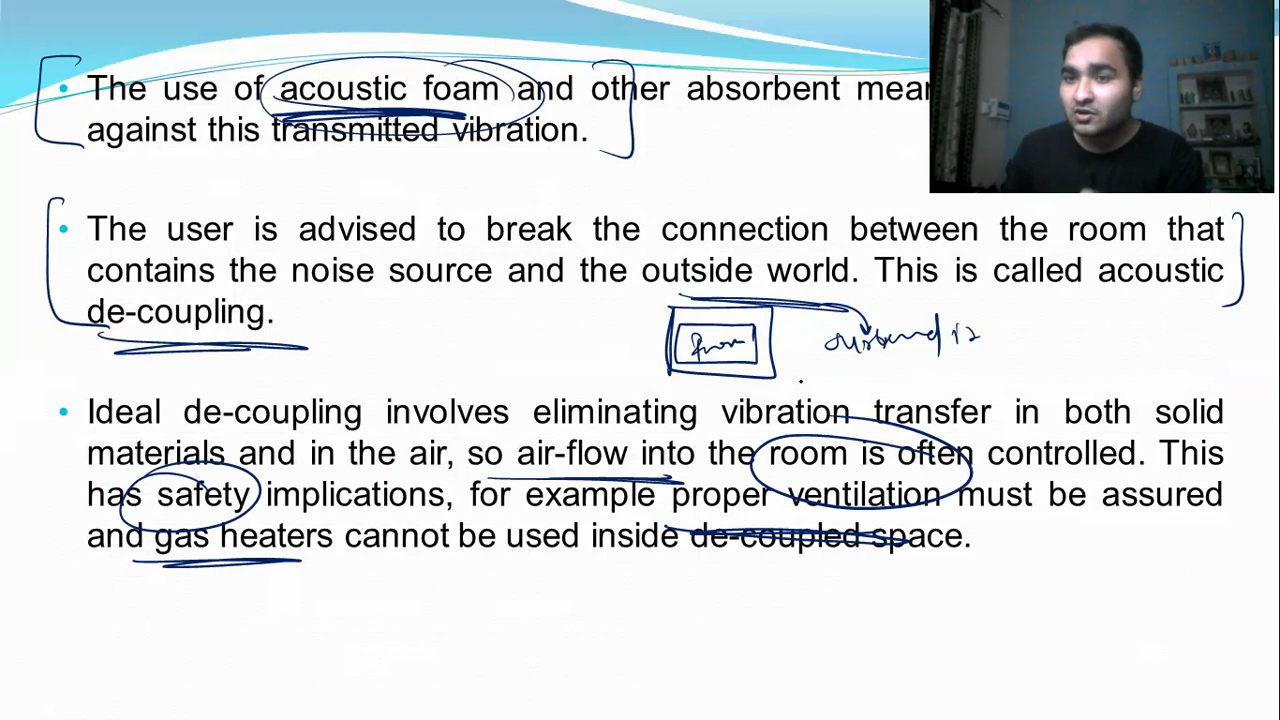 • The use of acoustic foam and other absorbent
against this transmitted vibration.
• The user is advised to break the connection between the room that
contains the noise source and the outside world. This is called acoustic
de-coupling.
• Ideal de-coupling involves eliminating vibration transfer in both solid
materials and in the air, so air-flow into the room is often controlled. This
has safety implications, for example proper ventilation must be assured
and gas heaters cannot be used inside de-coupled space.